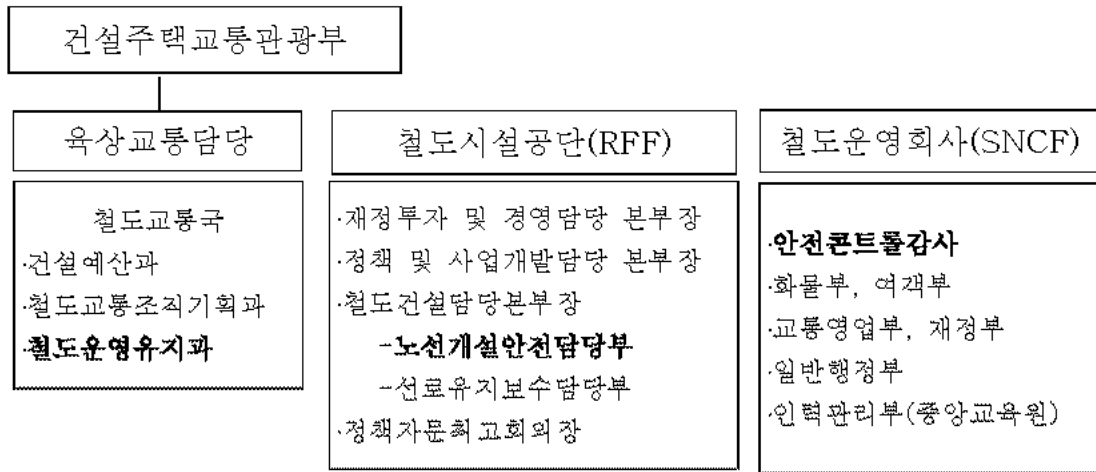 건설주택교통관광부
육상교통담당
철도교통국
·건설예산과
·철도교통조직기획과
·철도운영유지과
철도시설공단(RFF)
·재정투자 및 경영담당 본부장
·정책 및 사업개발담당 본부장
·철도건설담당본부장
-노선개설안전담당부
-선로유지보수담당부
·정책자문최고회의장
철도운영회사(SNCF)
·안전콘트롤감사
·화물부, 여객부
·교통영업부, 재정부
·일반행정부
·인력관리부(중앙교육원)